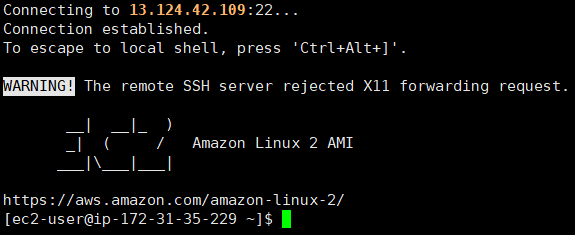 Connecting to 13.124.42.109:22...
Connection established.
To escape to local shell, press 'Ctrl+Alt+]'.
WARNING! The remote SSH server rejected X11 forwarding request.
       __|  __|_  )
       _|  (     /   Amazon Linux 2 AMI
      ___|\___|___|
https://aws.amazon.com/amazon-linux-2/
[ec2-user@ip-172-31-35-229 ~]$